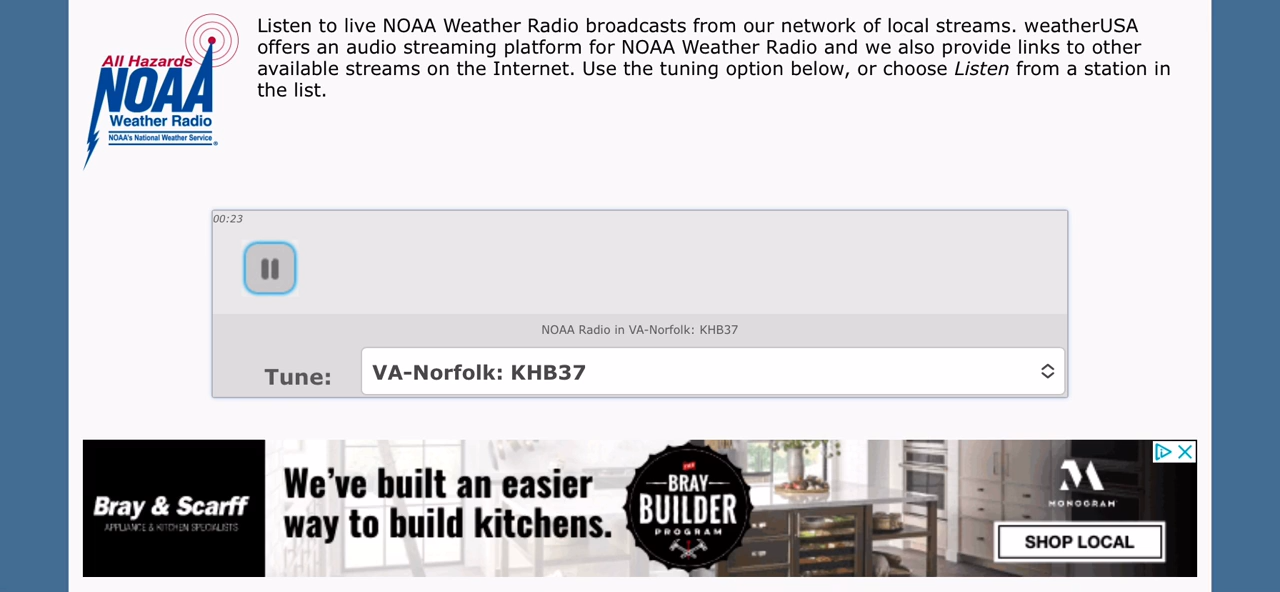 Listen to live NOAA Weather Radio broadcasts from our network of local streams. weatherUSA
offers an audio streaming platform for NOAA Weather Radio and we also provide links to other
available streams on the Internet. Use the tuning option below, or choose Listen from a station in
the list.
All Hazards
NOAA
Weather Radio
NOAA's National Weather Service
00:23
NOAA Radio in VA-Norfolk: KHB37
Tune:
VA-Norfolk: KHB37
Bray & Scarff
APPLIANCE & KITCHEN SPECIALISTS
We've built an easier
way to build kitchens.
THE
BRAY
BUILDER
PROGRAM
MONOGRAM
SHOP LOCAL